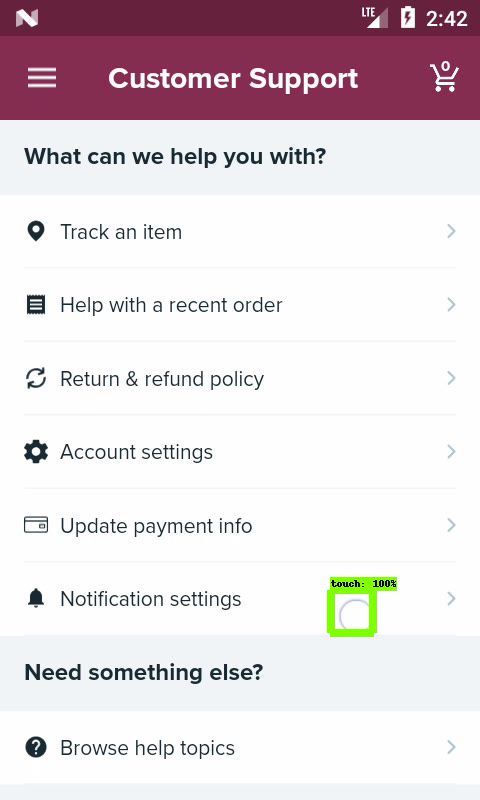 LTE 2:42
Customer Support 0
What can we help you with?
Track an item
Help with a recent order
Return & refund policy
Account settings
Update payment info
touch: 100%
Notification settings
Need something else?
Browse help topics